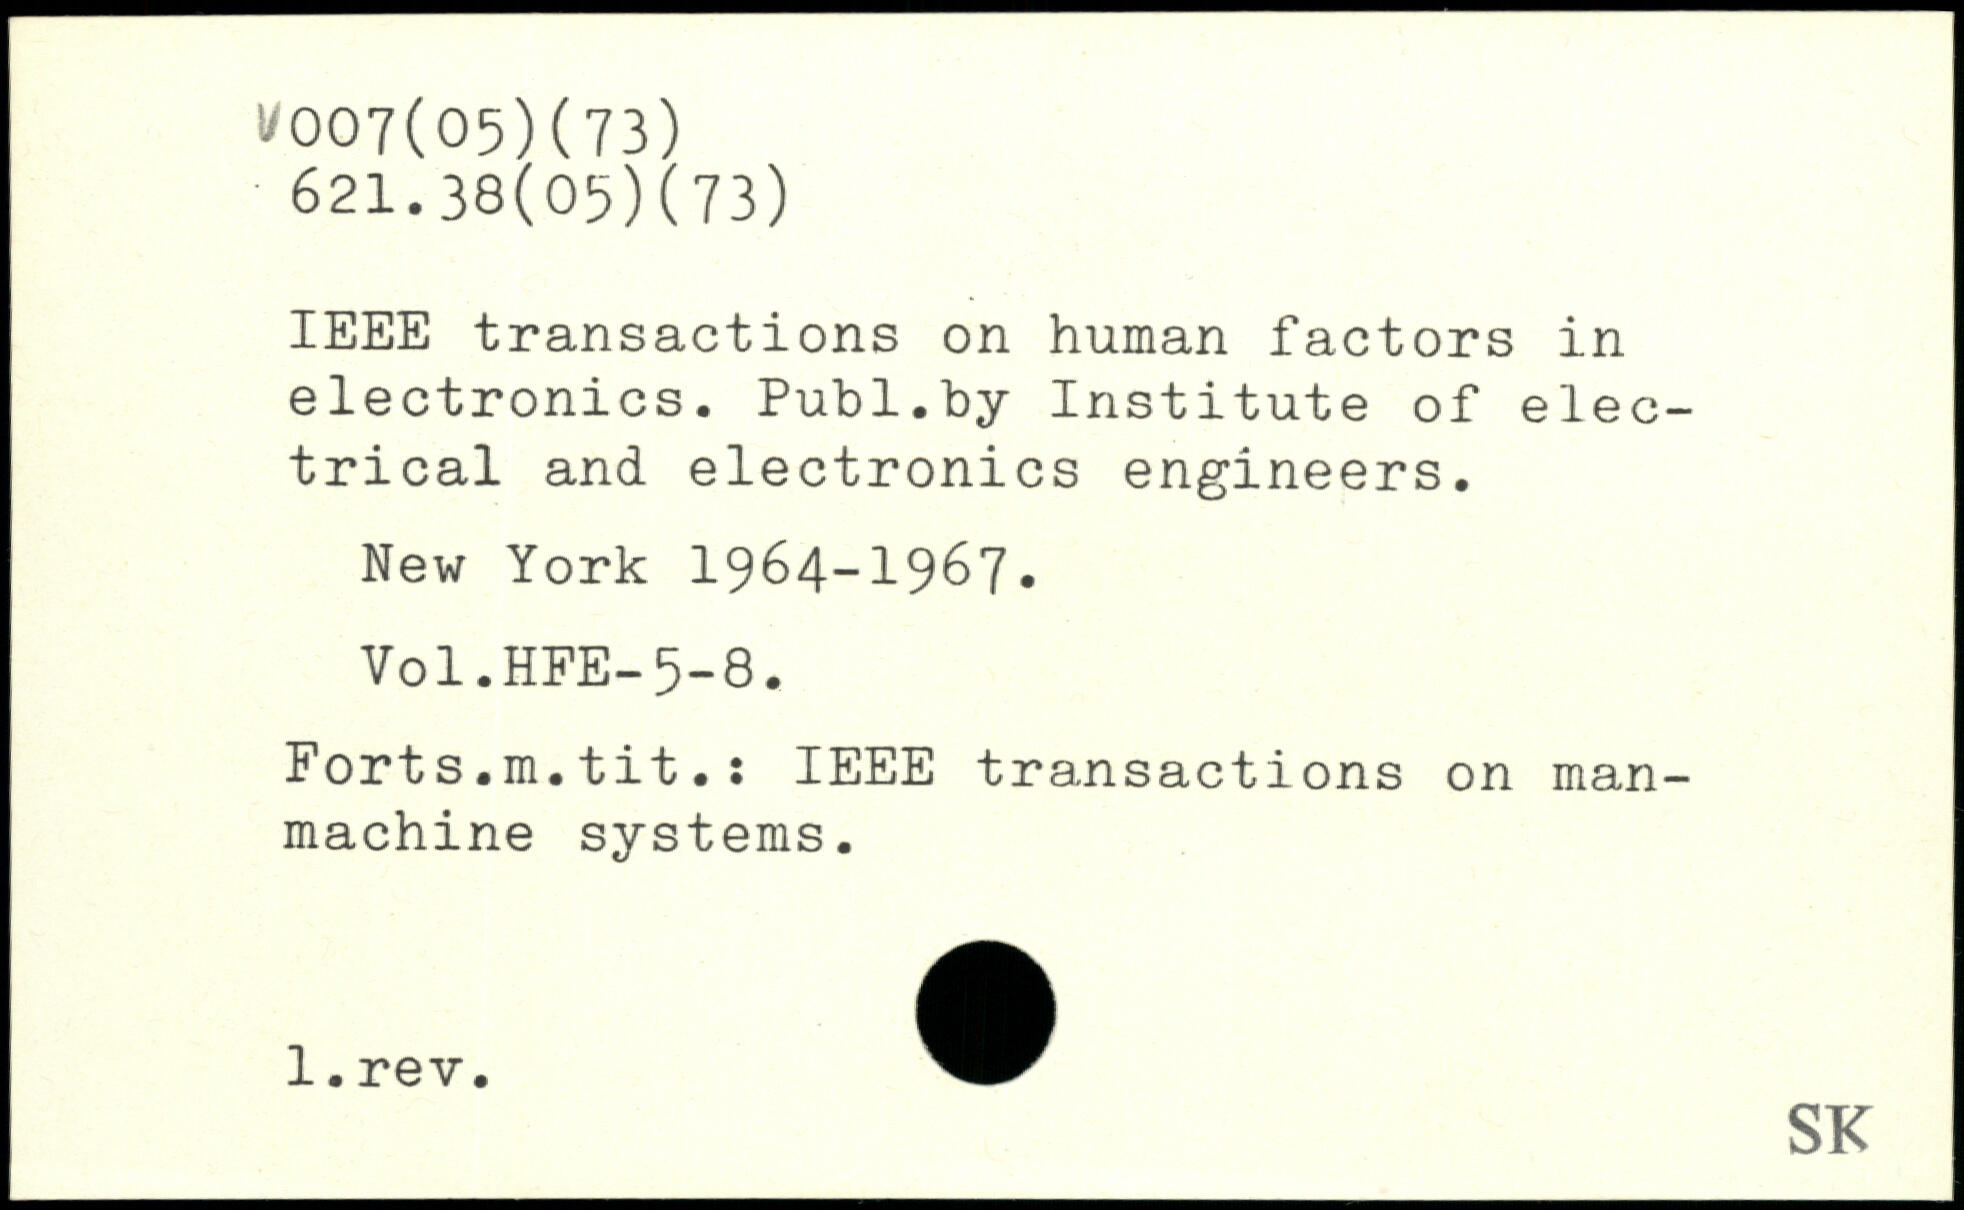 V007(05)(73)
621.38(05)(73)
IEEE transactions on human factors in
electronics. Publ.by Institute of elec-
trical and electronics engineers.
New York 1964-1967.
Vol.HFE-5-8.
Forts.m.tit.: IEEE transactions on man-
machine systems.
1.rev.
SK